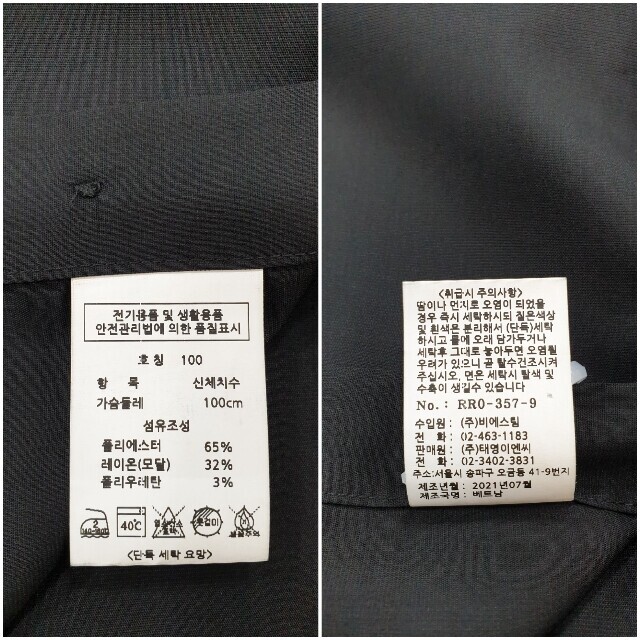 전기용품 및 생활용품
안전관리법에 의한 품질표시
호 칭 100
항 목 신체치수
가슴둘레 100cm
섬유조성
폴리에스터 65%
레이온(모달) 32%
폴리우레탄 3%
2
40℃
옷걸이
<단독 세탁 요망>
<취급시 주의사항>
땀이나 먼지로 오염이 되었을
경우 즉시 세탁하시되 짙은색상
및 흰색은 분리해서 (단독)세탁
하시고 물에 오래 담가두거나
세탁후 그대로 놓아두면 오염될
우려가 있으니 곧 탈수건조시켜
주십시오, 면은 세탁시 탈색 및
수축이 생길수 있습니다.
No. : RR0-357-9
수입원 : (주)비에스팀
전 화 : 02-463-1183
판매원 : (주)태영이엔씨
전 화 : 02-3402-3831
주소:서울시 송파구 오금동 41-9번지
제조년월 : 2021년07월
제조국명 : 베트남